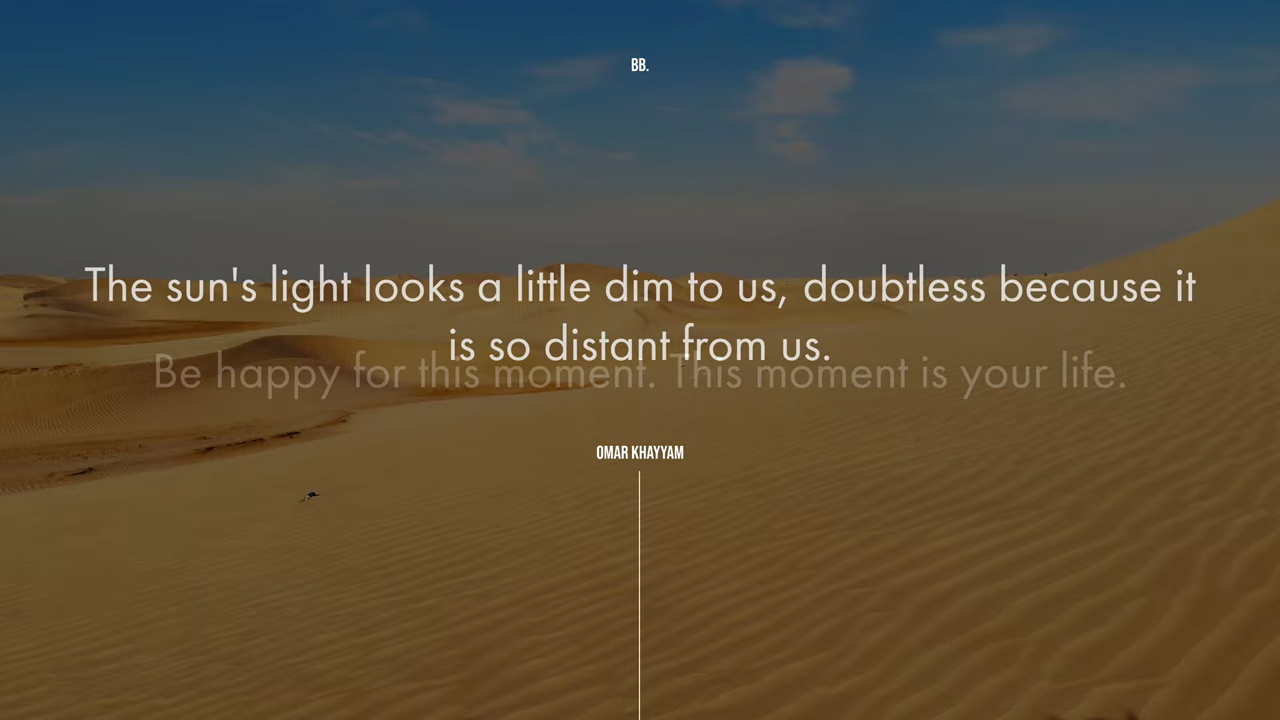 BB.
The sun's light looks a little dim to us, doubtless because it
is so distant from us.
Be happy for this moment. This moment is your life.
OMAR KHAYYAM